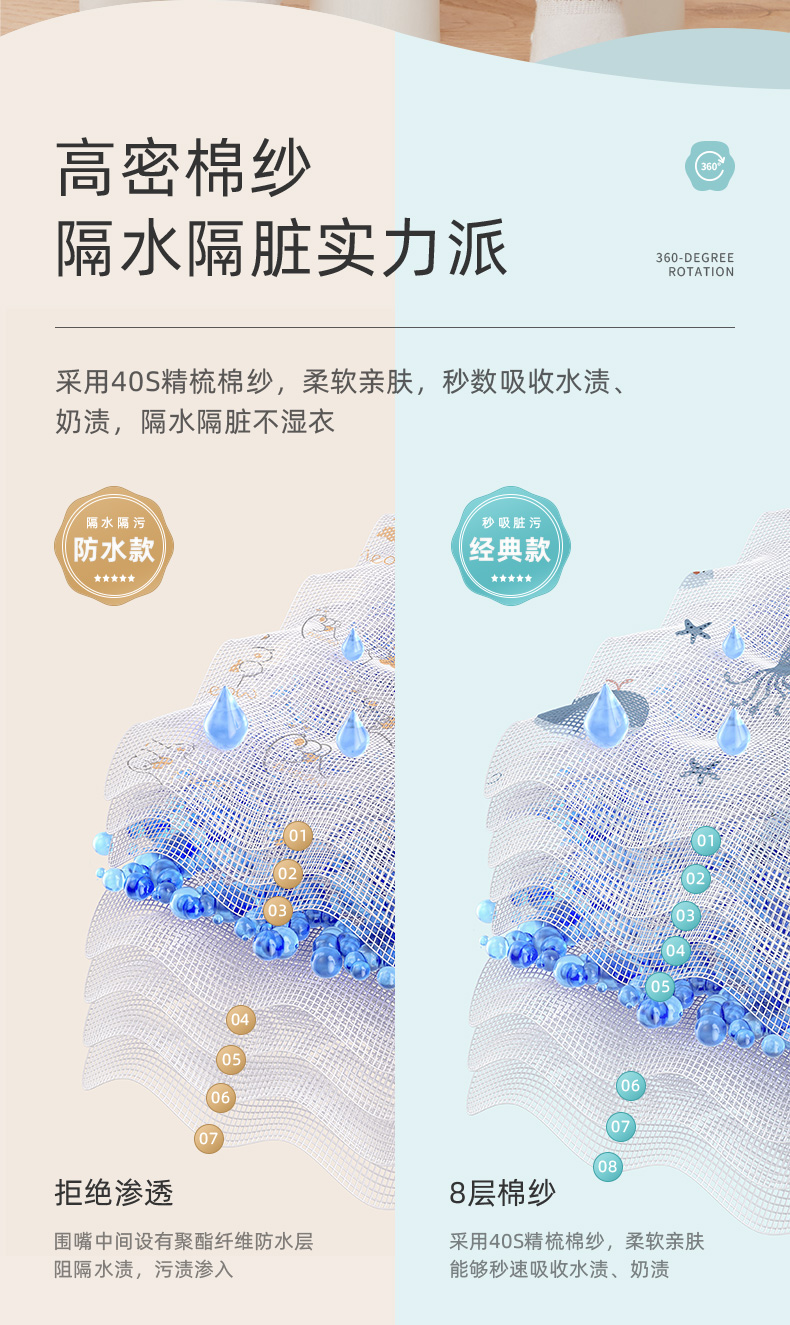 高密棉纱
隔水隔脏实力派
360°
360-DEGREE
ROTATION
采用40S精梳棉纱，柔软亲肤，秒数吸收水渍、
奶渍，隔水隔脏不湿衣
隔水隔污
防水款
秒吸脏污
经典款
01
02
03
04
05
06
07
01
02
03
04
05
06
07
08
拒绝渗透
围嘴中间设有聚酯纤维防水层
阻隔水渍，污渍渗入
8层棉纱
采用40S精梳棉纱，柔软亲肤
能够秒速吸收水渍、奶渍